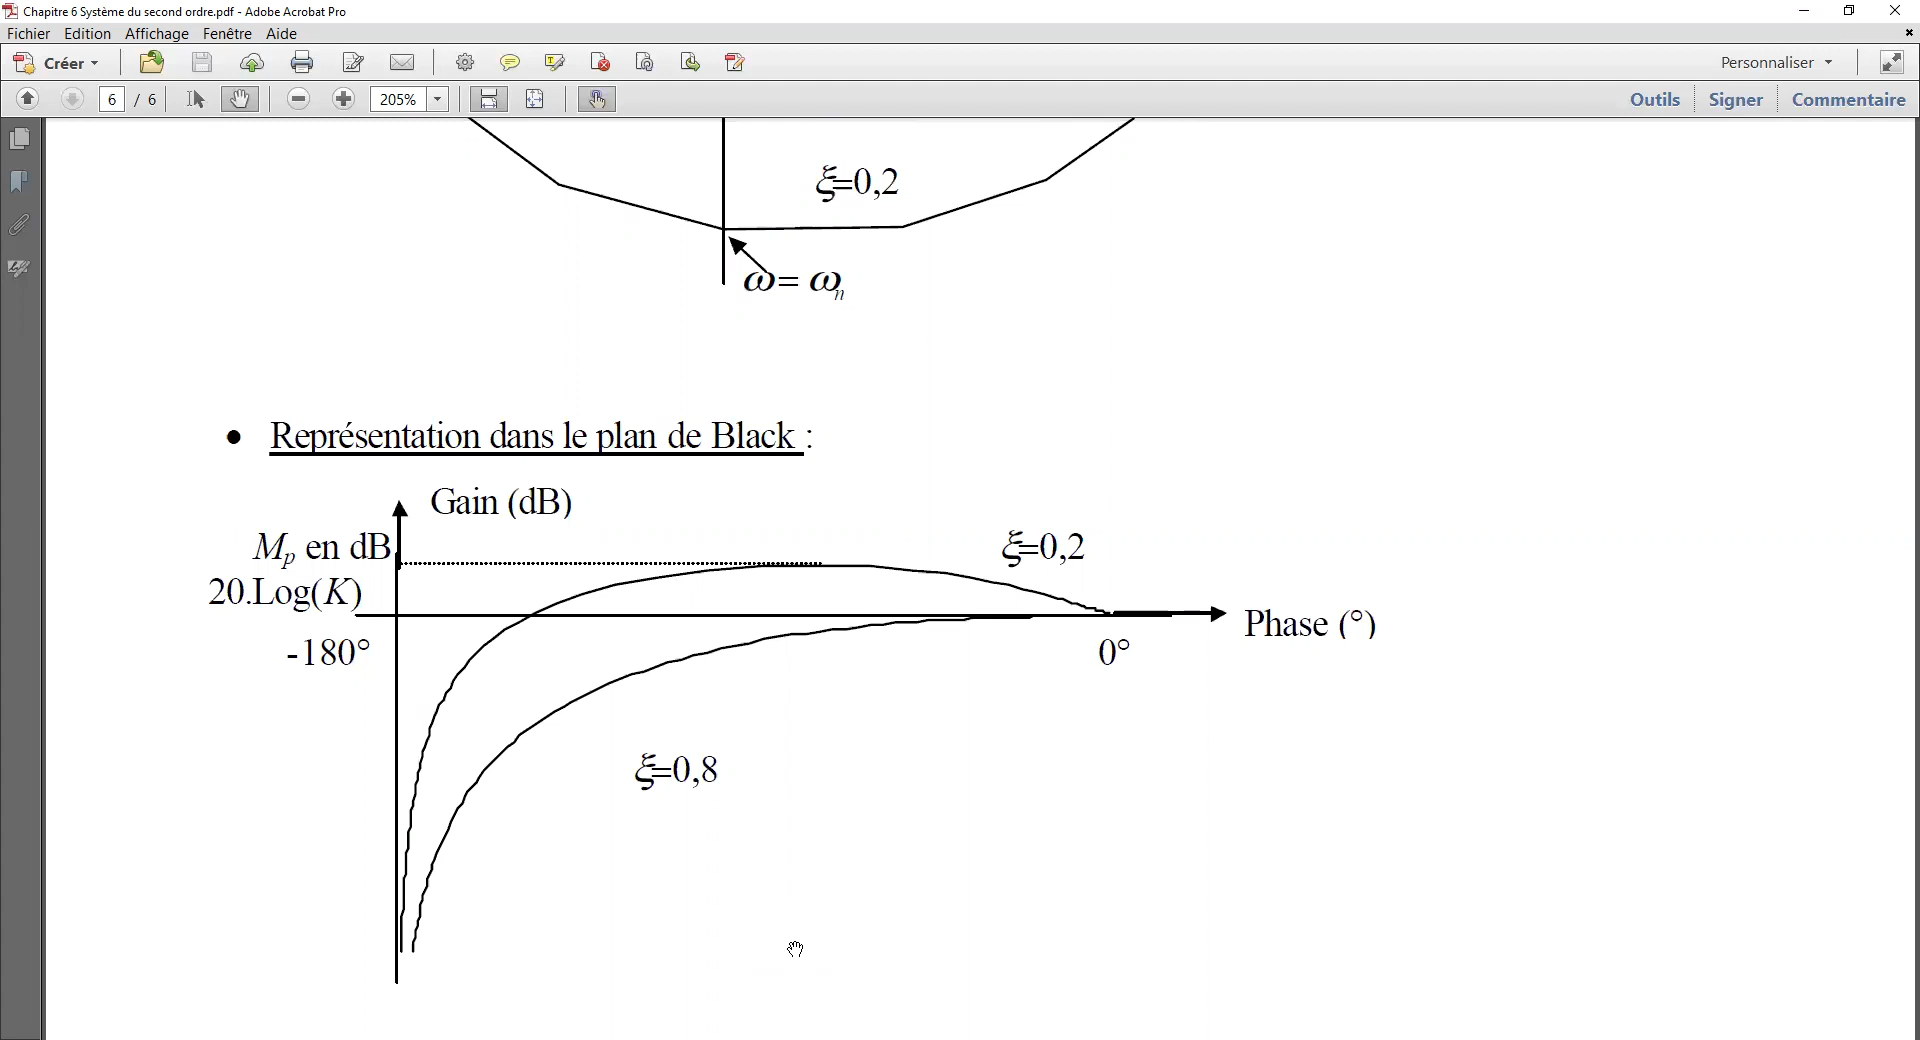 Chapitre 6 Système du second ordre.pdf - Adobe Acrobat Pro
Fichier Edition Affichage Fenêtre Aide
Créer
Personnaliser
6 / 6
205%
Outils Signer Commentaire
ξ=0,2
ω= ωn
• Représentation dans le plan de Black :
Gain (dB)
Mp en dB
ξ=0,2
20.Log(K)
Phase (°)
-180°
0°
ξ=0,8